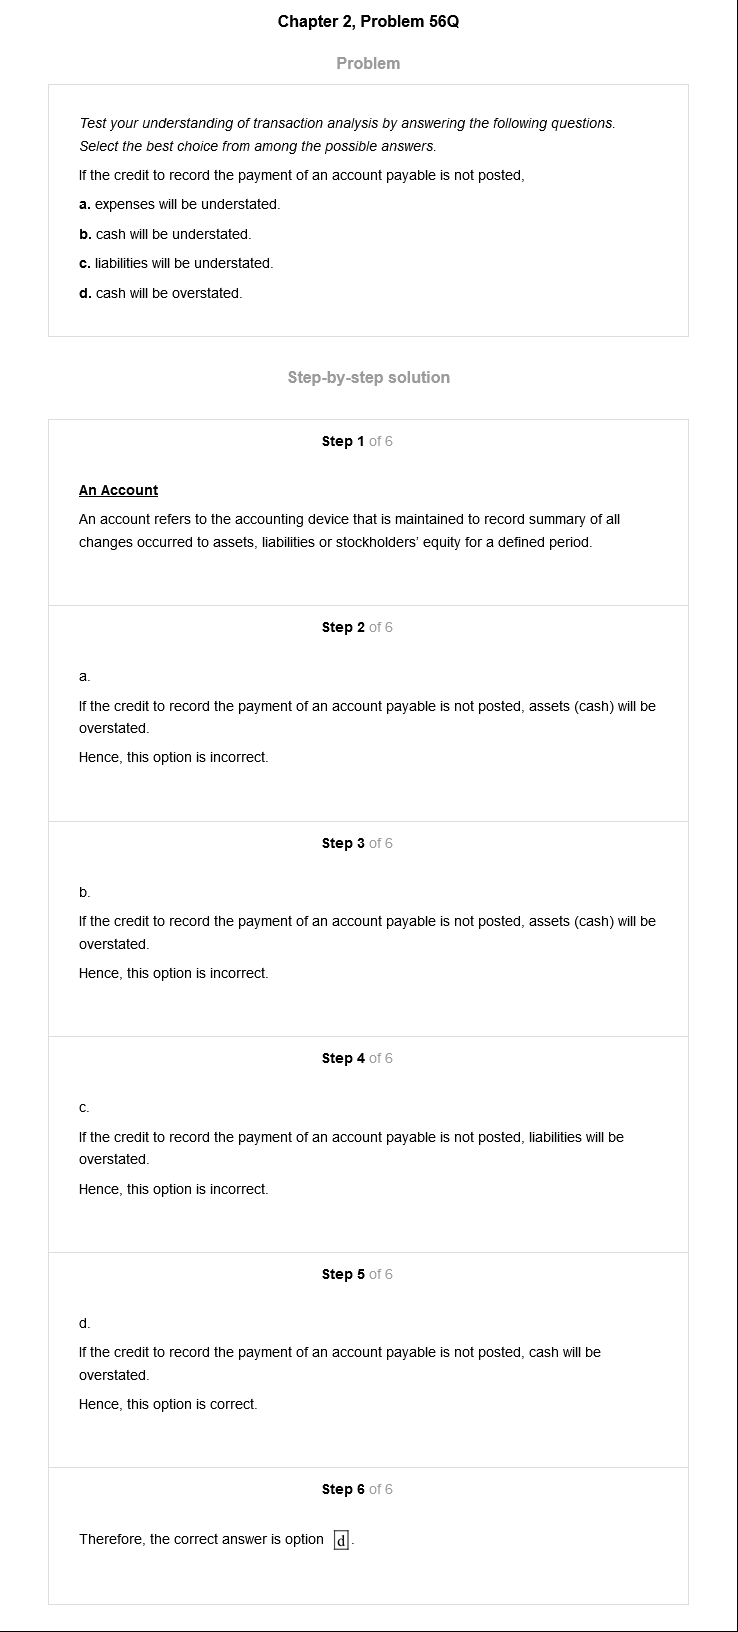 Chapter 2, Problem 56Q
Problem
Test your understanding of transaction analysis by answering the following questions.
Select the best choice from among the possible answers.
If the credit to record the payment of an account payable is not posted,
a. expenses will be understated.
b. cash will be understated.
c. liabilities will be understated.
d. cash will be overstated.
Step-by-step solution
Step 1 of 6
An Account
An account refers to the accounting device that is maintained to record summary of all
changes occurred to assets, liabilities or stockholders' equity for a defined period.
Step 2 of 6
a.
If the credit to record the payment of an account payable is not posted, assets (cash) will be
overstated.
Hence, this option is incorrect.
Step 3 of 6
b.
If the credit to record the payment of an account payable is not posted, assets (cash) will be
overstated.
Hence, this option is incorrect.
Step 4 of 6
c.
If the credit to record the payment of an account payable is not posted, liabilities will be
overstated.
Hence, this option is incorrect.
Step 5 of 6
d.
If the credit to record the payment of an account payable is not posted, cash will be
overstated.
Hence, this option is correct.
Step 6 of 6
Therefore, the correct answer is option d.